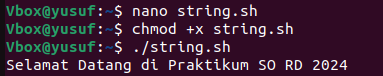 Vbox@yusuf:~$ nano string.sh
Vbox@yusuf:~$ chmod +x string.sh
Vbox@yusuf:~$ ./string.sh
Selamat Datang di Praktikum SO RD 2024